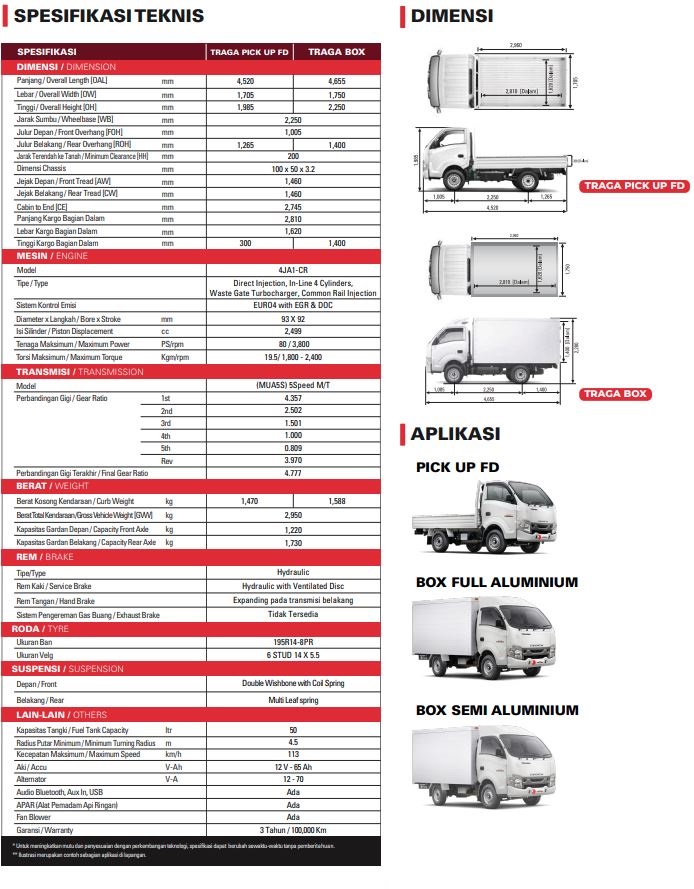 SPESIFIKASI TEKNIS
SPESIFIKASI TRAGA PICK UP FD TRAGA BOX
DIMENSI / DIMENSION
Panjang / Overall Length [OAL] mm 4,520 4,655
Lebar / Overall Width [OW] mm 1,705 1,750
Tinggi / Overall Height [OH] mm 1,985 2,250
Jarak Sumbu / Wheelbase [WB] mm 2,250
Julur Depan / Front Overhang [FOH] mm 1,005
Julur Belakang / Rear Overhang [ROH] mm 1,265 1,400
Jarak Terendah ke Tanah / Minimum Clearance [HH] mm 200
Dimensi Chassis mm 100 x 50 x 3.2
Jejak Depan / Front Tread [AW] mm 1,460
Jejak Belakang / Rear Tread [CW] mm 1,460
Cabin to End [CE] mm 2,745
Panjang Kargo Bagian Dalam mm 2,810
Lebar Kargo Bagian Dalam mm 1,620
Tinggi Kargo Bagian Dalam mm 300 1,400
MESIN / ENGINE
Model 4JA1-CR
Tipe / Type Direct Injection, In-Line 4 Cylinders,
Waste Gate Turbocharger, Common Rail Injection
Sistem Kontrol Emisi EURO4 with EGR & DOC
Diameter x Langkah / Bore x Stroke mm 93 X 92
Isi Silinder / Piston Displacement cc 2,499
Tenaga Maksimum / Maximum Power PS/rpm 80 / 3,800
Torsi Maksimum / Maximum Torque Kgm/rpm 19.5/ 1,800 - 2,400
TRANSMISI / TRANSMISSION
Model (MUA5S) 5Speed M/T
Perbandingan Gigi / Gear Ratio 1st 4.357
2nd 2.502
3rd 1.501
4th 1.000
5th 0.809
Rev 3.970
Perbandingan Gigi Terakhir / Final Gear Ratio 4.777
BERAT / WEIGHT
Berat Kosong Kendaraan / Curb Weight kg 1,470 1,588
Berat Total Kendaraan/Gross Vehicle Weight [GVW] kg 2,950
Kapasitas Gardan Depan / Capacity Front Axle kg 1,220
Kapasitas Gardan Belakang / Capacity Rear Axle kg 1,730
REM / BRAKE
Tipe/Type Hydraulic
Rem Kaki / Service Brake Hydraulic with Ventilated Disc
Rem Tangan / Hand Brake Expanding pada transmisi belakang
Sistem Pengereman Gas Buang / Exhaust Brake Tidak Tersedia
RODA / TYRE
Ukuran Ban 195R14-8PR
Ukuran Velg 6 STUD 14 X 5.5
SUSPENSI / SUSPENSION
Depan / Front Double Wishbone with Coil Spring
Belakang / Rear Multi Leaf spring
LAIN-LAIN / OTHERS
Kapasitas Tangki / Fuel Tank Capacity ltr 50
Radius Putar Minimum / Minimum Turning Radius m 4.5
Kecepatan Maksimum / Maximum Speed km/h 113
Aki / Accu V-Ah 12 V - 65 Ah
Alternator V-A 12 - 70
Audio Bluetooth, Aux In, USB Ada
APAR (Alat Pemadam Api Ringan) Ada
Fan Blower Ada
Garansi / Warranty 3 Tahun / 100,000 Km
* Untuk meningkatkan mutu dan penyesuaian dengan perkembangan teknologi, spesifikasi dapat berubah sewaktu-waktu tanpa pemberitahuan.
** Ilustrasi merupakan contoh sebagian aplikasi di lapangan.
DIMENSI
2,960
2,810 [Dalam]
1,620 [Dalam]
1,705
1,985
1,005 2,250 1,265
4,520
TRAGA PICK UP FD
2,810 [Dalam]
1,620 [Dalam]
1,750
1,400 [Dalam]
1,005 2,250 1,400
4,655
TRAGA BOX
APLIKASI
PICK UP FD
BOX FULL ALUMINIUM
BOX SEMI ALUMINIUM